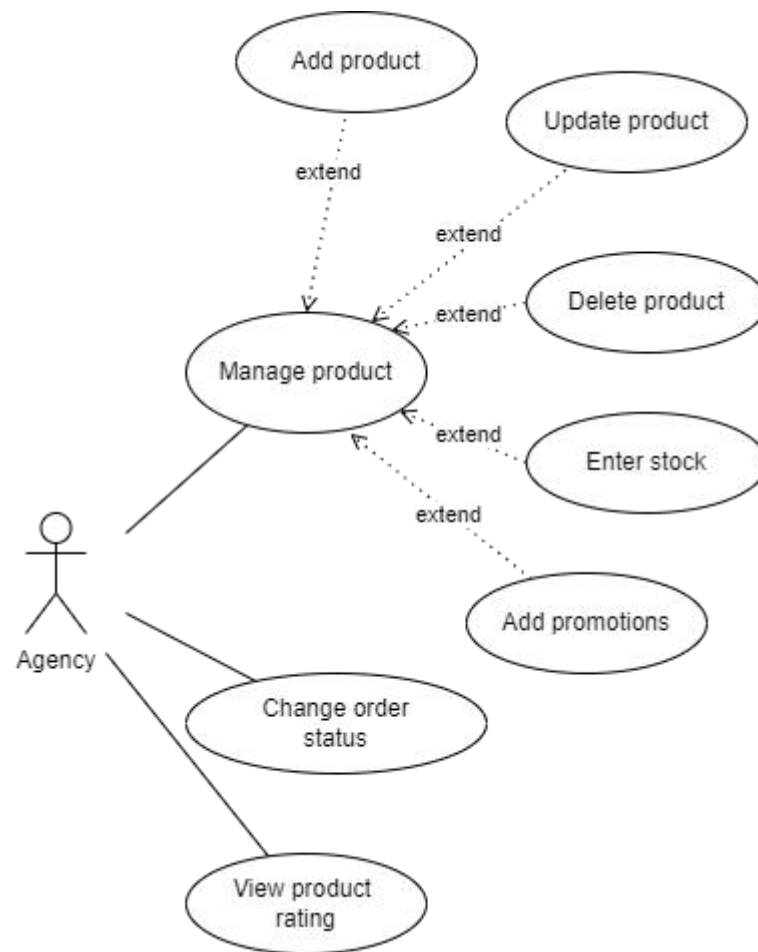 Add product
Update product
extend
extend
Delete product
extend
Manage product
extend
Enter stock
extend
Add promotions
Agency
Change order
status
View product
rating